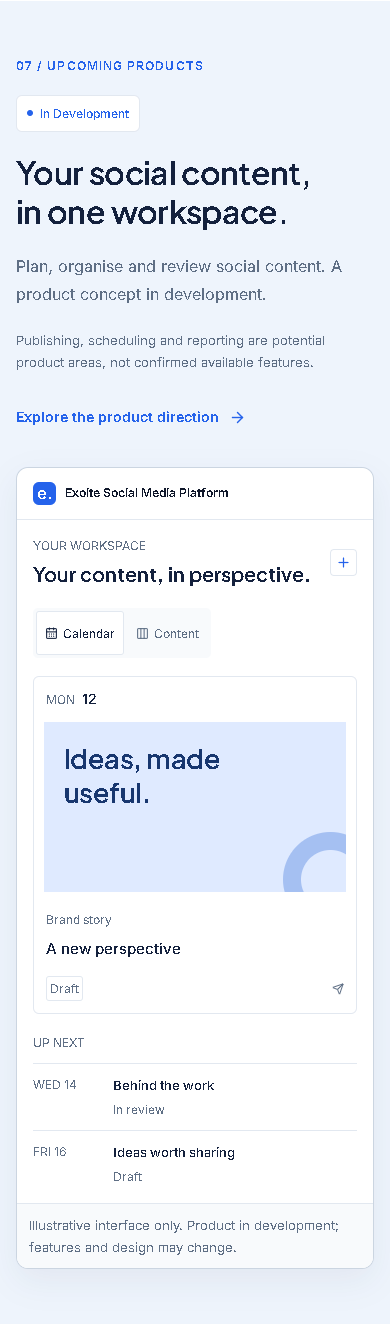 07 / UPCOMING PRODUCTS
In Development
Your social content,
in one workspace.
Plan, organise and review social content. A
product concept in development.
Publishing, scheduling and reporting are potential
product areas, not confirmed available features.
Explore the product direction →
e. Exoite Social Media Platform
YOUR WORKSPACE
Your content, in perspective.
+
Calendar Content
MON 12
Ideas, made
useful.
Brand story
A new perspective
Draft
UP NEXT
WED 14 Behind the work
In review
FRI 16 Ideas worth sharing
Draft
Illustrative interface only. Product in development;
features and design may change.